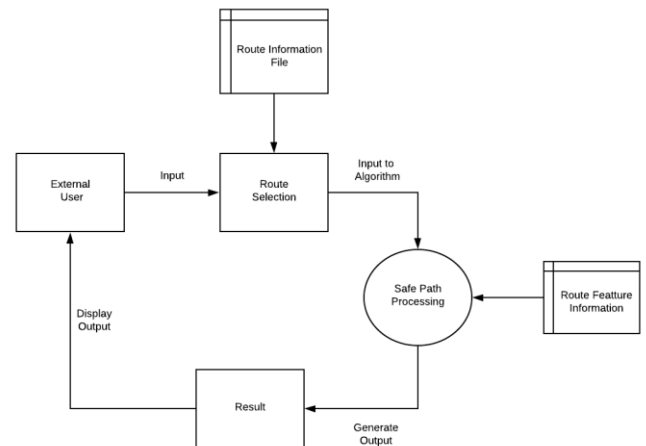 Route Information
File
External
User
Input
Route
Selection
Input to
Algorithm
Safe Path
Processing
Route Featture
Information
Display
Output
Result
Generate
Output